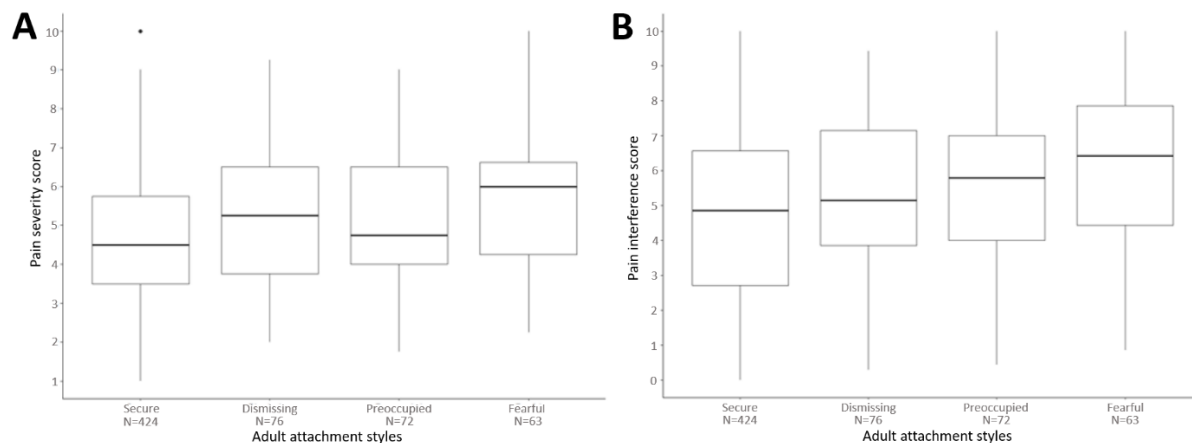 A
Pain severity score
10
9
8
7
6
5
4
3
2
1
Secure Dismissing Preoccupied Fearful
N=424 N=76 N=72 N=63
Adult attachment styles
B
Pain interference score
10
9
8
7
6
5
4
3
2
1
0
Secure Dismissing Preoccupied Fearful
N=424 N=76 N=72 N=63
Adult attachment styles